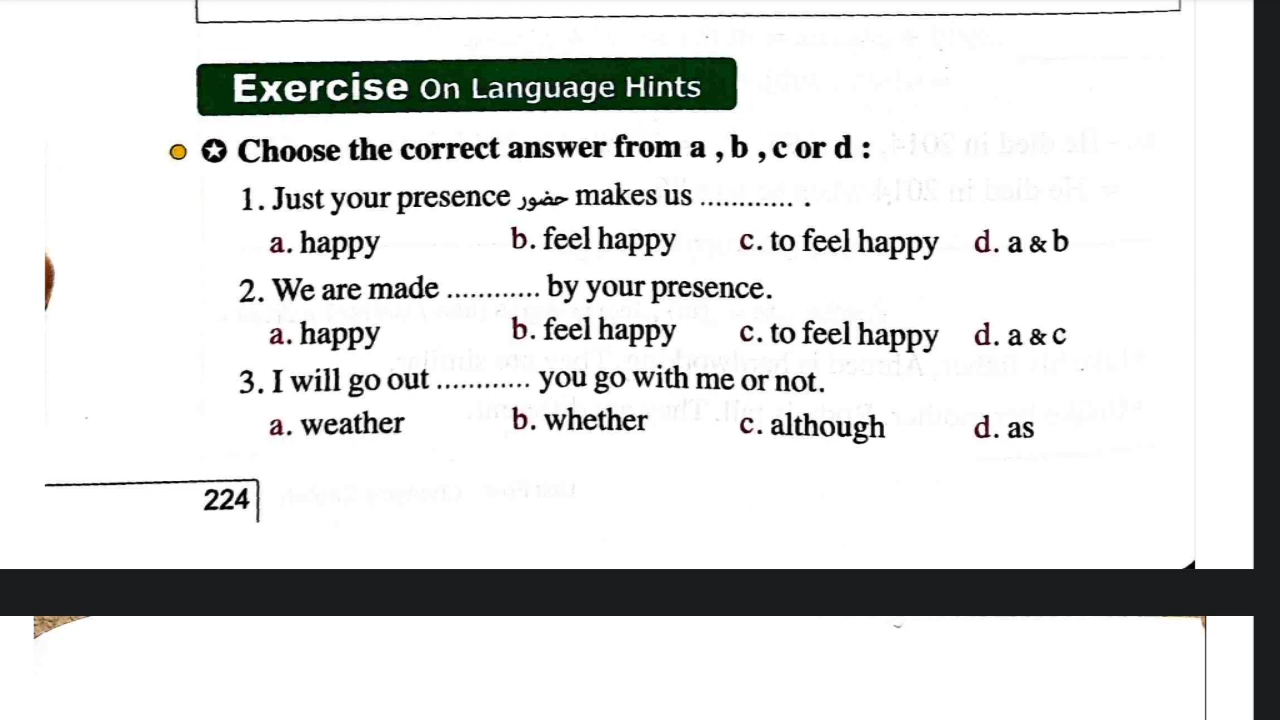 Exercise On Language Hints
Choose the correct answer from a , b , c or d :
1. Just your presence حضور makes us ............ .
a. happy b. feel happy c. to feel happy d. a & b
2. We are made ............ by your presence.
a. happy b. feel happy c. to feel happy d. a & c
3. I will go out ............ you go with me or not.
a. weather b. whether c. although d. as
224